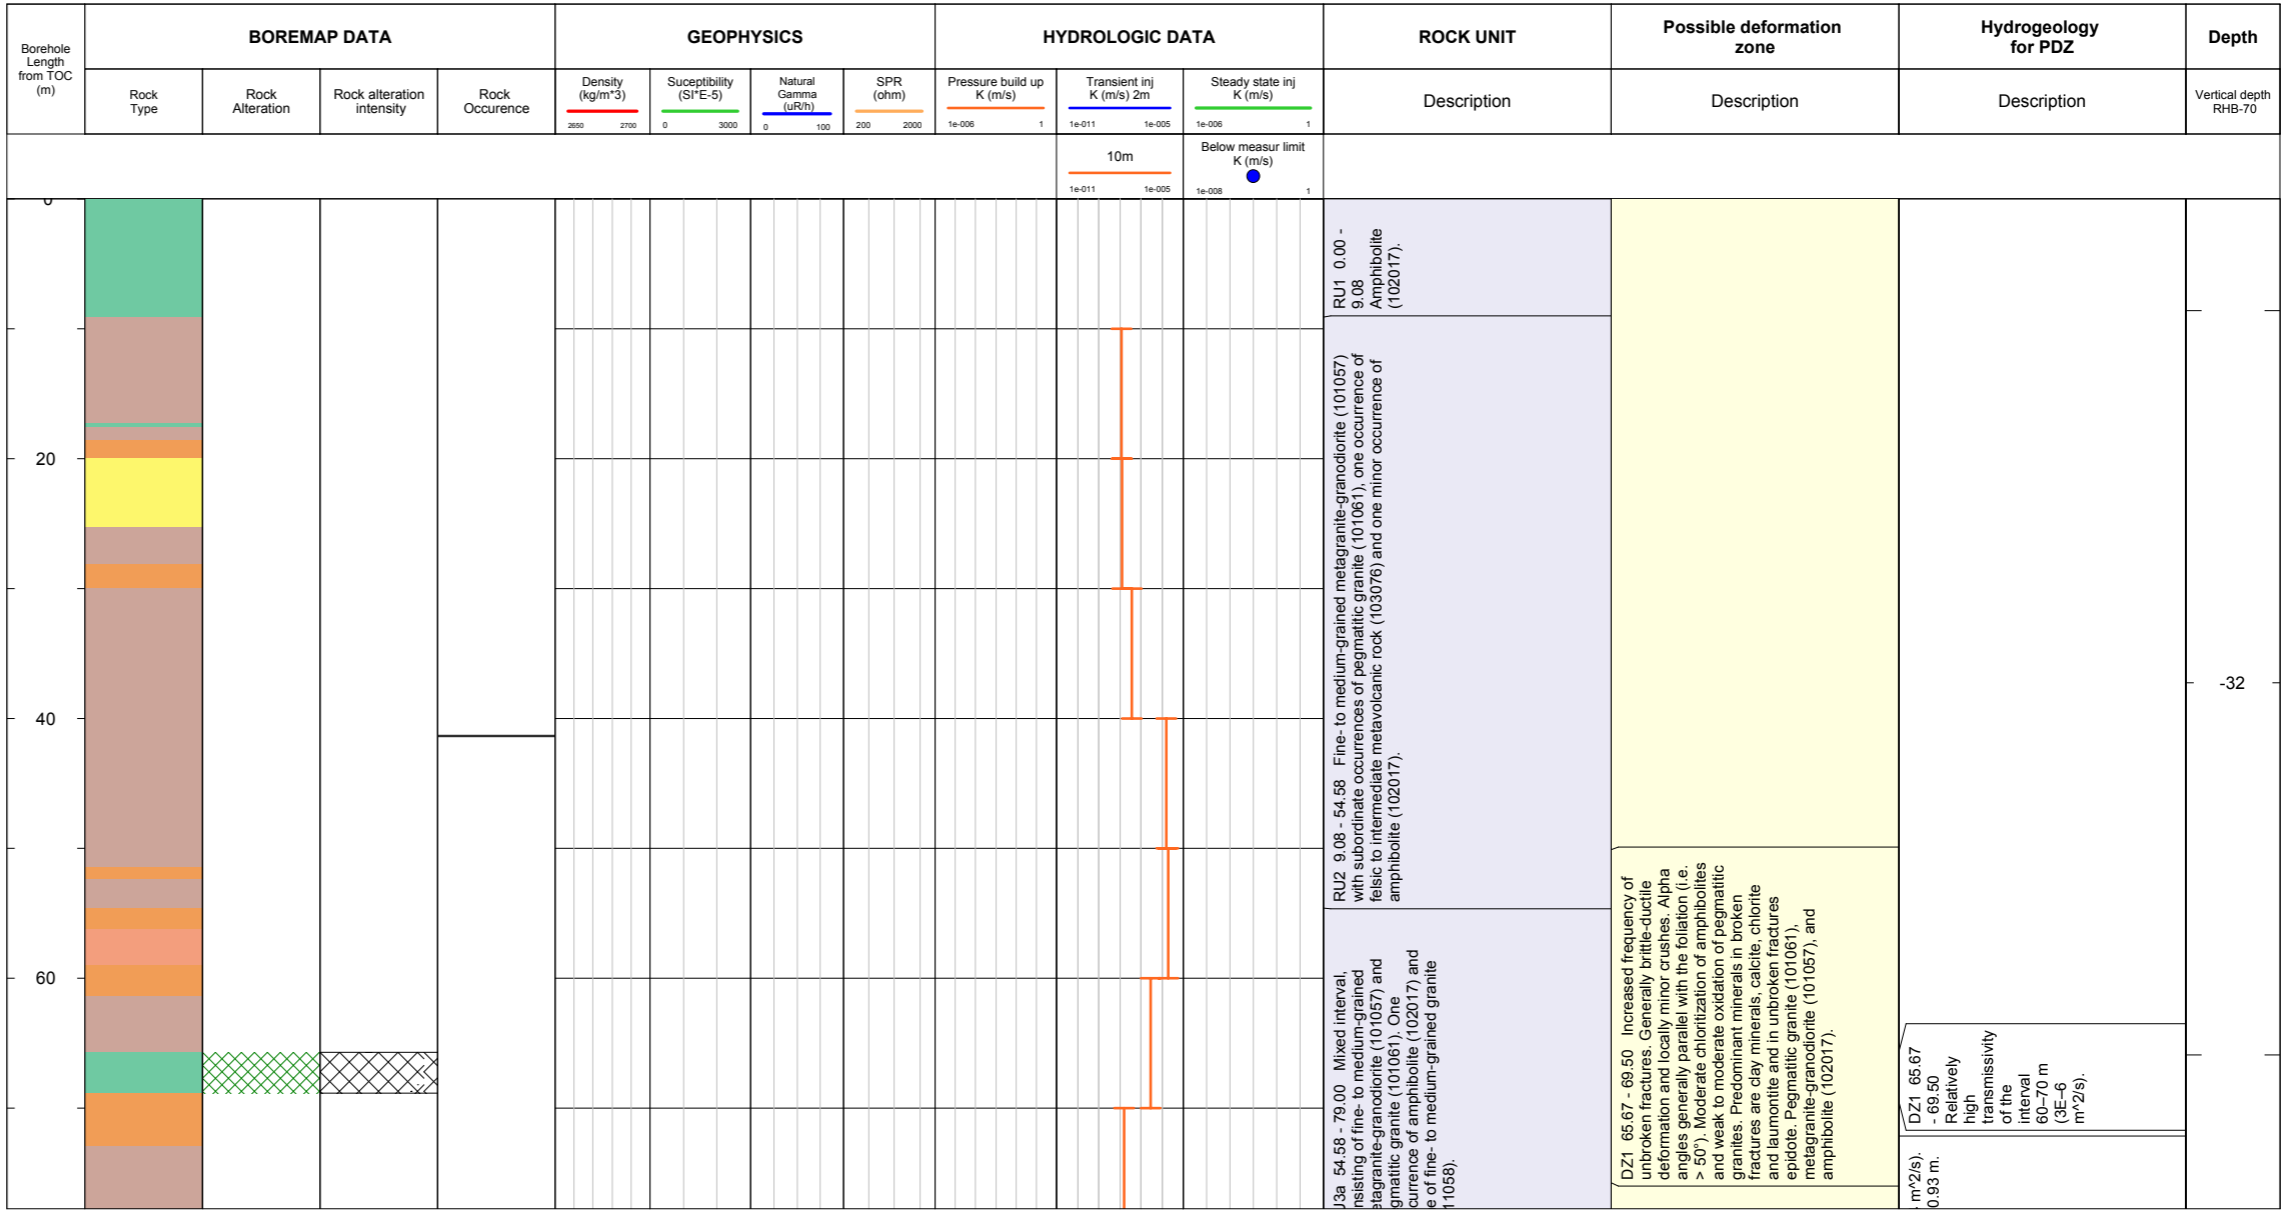 Borehole
Length
from TOC
(m)
BOREMAP DATA
GEOPHYSICS
HYDROLOGIC DATA
ROCK UNIT
Possible deformation
zone
Hydrogeology
for PDZ
Depth
Rock
Type
Rock
Alteration
Rock alteration
intensity
Rock
Occurence
Density
(kg/m*3)
2650 2700
Suceptibility
(SI*E-5)
0 3000
Natural
Gamma
(uR/h)
0 100
SPR
(ohm)
200 2000
Pressure build up
K (m/s)
1e-006 1
Transient inj
K (m/s) 2m
1e-011 1e-005
Steady state inj
K (m/s)
1e-006 1
Description
Description
Description
Vertical depth
RHB-70
10m
1e-011 1e-005
Below measur limit
K (m/s)
1e-008 1
0
20
40
60
RU1 0.00 -
9.08
Amphibolite
(102017).
RU2 9.08 - 54.58 Fine- to medium-grained metagranite-granodiorite (101057)
with subordinate occurrences of pegmatitic granite (101061), one occurrence of
felsic to intermediate metavolcanic rock (103076) and one minor occurrence of
amphibolite (102017).
J3a 54.58 - 79.00 Mixed interval,
nsisting of fine- to medium-grained
etagranite-granodiorite (101057) and
gmatitic granite (101061). One
currence of amphibolite (102017) and
e of fine- to medium-grained granite
11058).
DZ1 65.67 - 69.50 Increased frequency of
unbroken fractures. Generally brittle-ductile
deformation and locally minor crushes. Alpha
angles generally parallel with the foliation (i.e.
> 50°). Moderate chloritization of amphibolites
and weak to moderate oxidation of pegmatitic
granites. Predominant minerals in broken
fractures are clay minerals, calcite, chlorite
and laumontite and in unbroken fractures
epidote. Pegmatitic granite (101061),
metagranite-granodiorite (101057), and
amphibolite (102017).
DZ1 65.67
- 69.50
Relatively
high
transmissivity
of the
interval
60–70 m
(3E–6
m^2/s).
m^2/s).
0.93 m.
-32